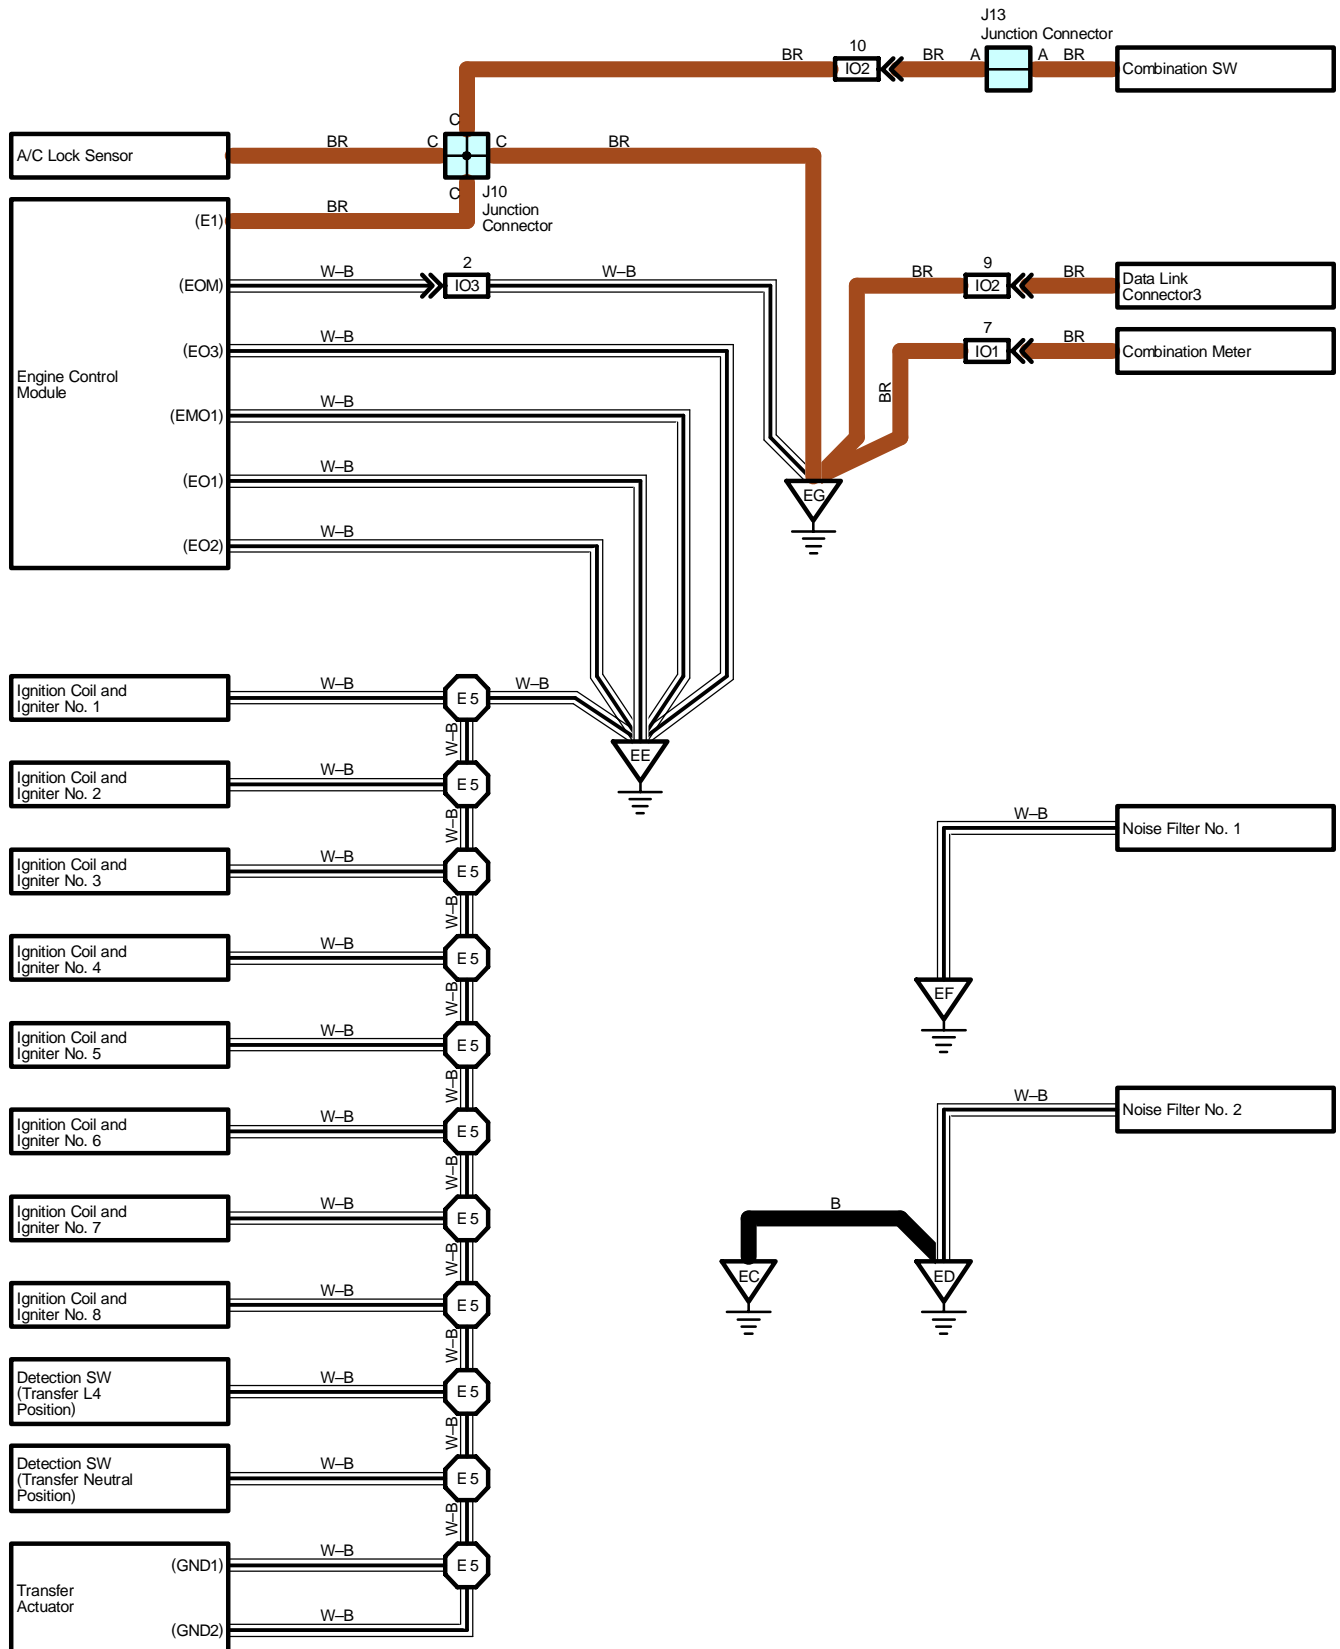 J13
Junction Connector
BR
10
IO2
BR
A
A
BR
Combination SW
C
A/C Lock Sensor
BR
C
C
BR
C
J10
Junction
Connector
Engine Control
Module
(E1)
BR
(EOM)
W–B
2
IO3
W–B
BR
9
IO2
BR
Data Link
Connector3
(EO3)
W–B
BR
7
IO1
BR
Combination Meter
(EMO1)
W–B
(EO1)
W–B
EG
(EO2)
W–B
Ignition Coil and
Igniter No. 1
W–B
E 5
W–B
W–B
EE
Ignition Coil and
Igniter No. 2
W–B
E 5
W–B
W–B
Noise Filter No. 1
Ignition Coil and
Igniter No. 3
W–B
E 5
W–B
Ignition Coil and
Igniter No. 4
W–B
E 5
W–B
EF
Ignition Coil and
Igniter No. 5
W–B
E 5
W–B
W–B
Noise Filter No. 2
Ignition Coil and
Igniter No. 6
W–B
E 5
W–B
Ignition Coil and
Igniter No. 7
W–B
E 5
W–B
B
EC
ED
Ignition Coil and
Igniter No. 8
W–B
E 5
W–B
Detection SW
(Transfer L4
Position)
W–B
E 5
W–B
Detection SW
(Transfer Neutral
Position)
W–B
E 5
W–B
Transfer
Actuator
(GND1)
W–B
E 5
(GND2)
W–B